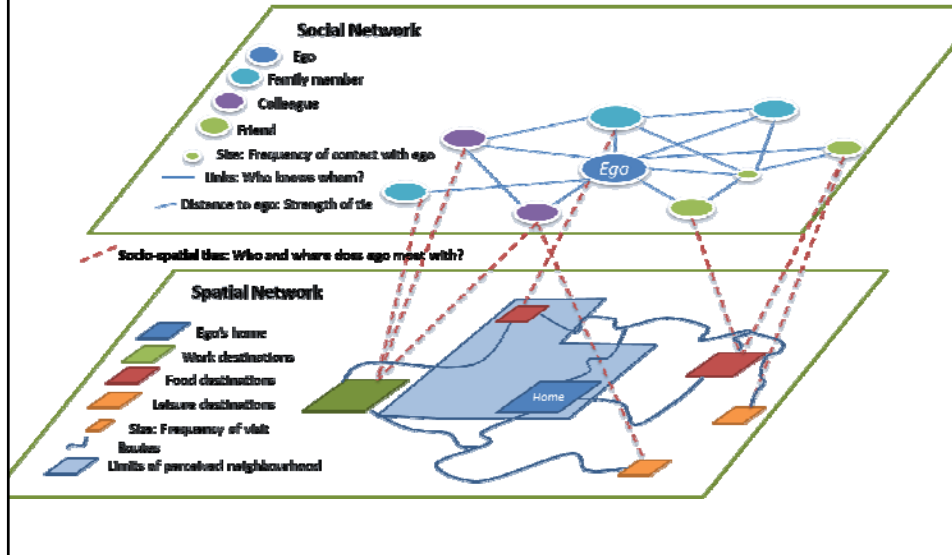 Social Network
Ego
Family member
Colleague
Friend
Size: Frequency of contact with ego
Links: Who knows whom?
Distance to ego: Strength of tie
Ego
Socio-spatial ties: Who and where does ego meet with?
Spatial Network
Ego's home
Work destinations
Food destinations
Leisure destinations
Size: Frequency of visit
Routes
Limits of perceived neighbourhood
Home